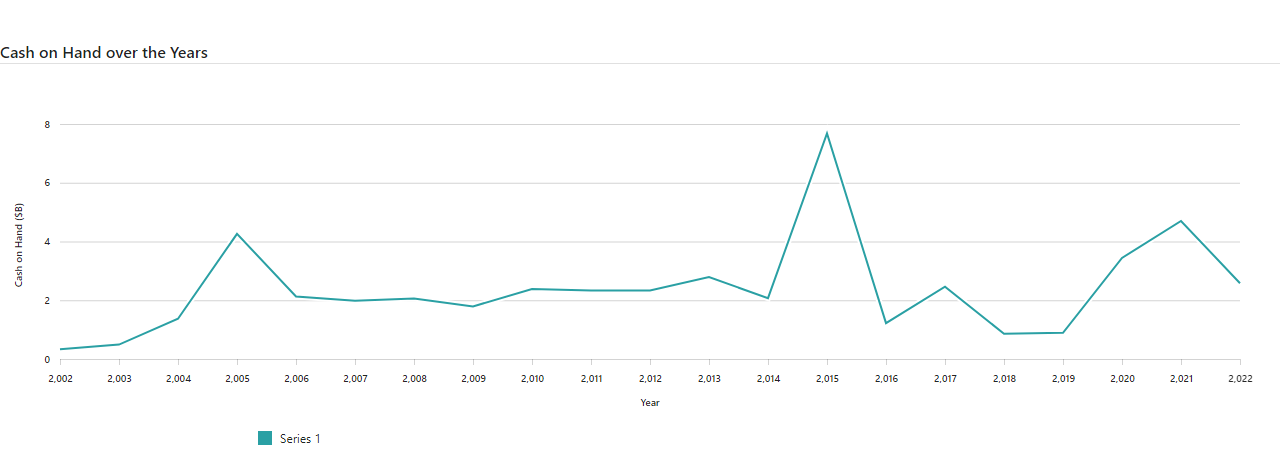 Cash on Hand over the Years
8
6
4
2
0
Cash on Hand ($B)
2,002 2,003 2,004 2,005 2,006 2,007 2,008 2,009 2,010 2,011 2,012 2,013 2,014 2,015 2,016 2,017 2,018 2,019 2,020 2,021 2,022
Year
Series 1